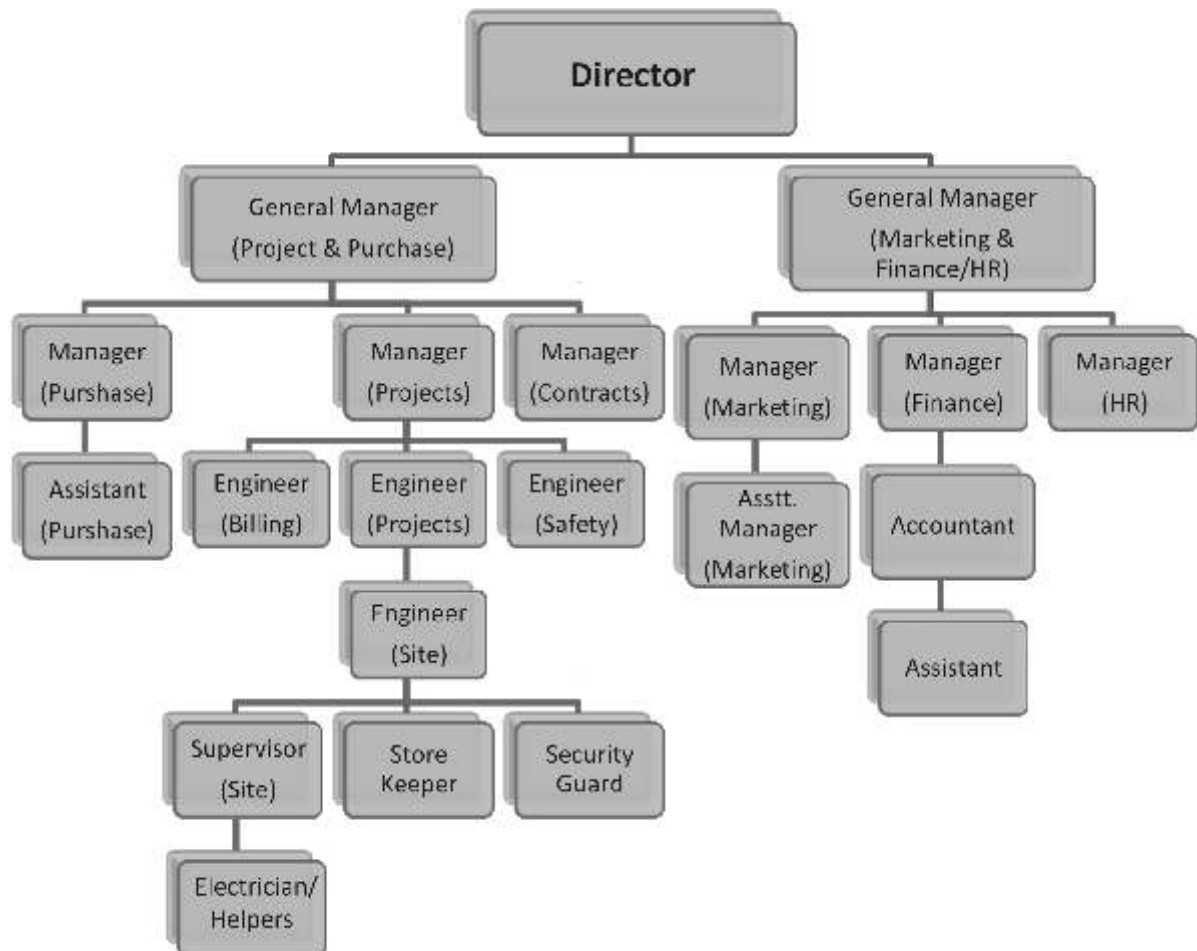 Director
General Manager
(Project & Purchase)
General Manager
(Marketing &
Finance/HR)
Manager
(Purshase)
Manager
(Projects)
Manager
(Contracts)
Manager
(Marketing)
Manager
(Finance)
Manager
(HR)
Assistant
(Purshase)
Engineer
(Billing)
Engineer
(Projects)
Engineer
(Safety)
Asstt.
Manager
(Marketing)
Accountant
Engineer
(Site)
Assistant
Supervisor
(Site)
Store
Keeper
Security
Guard
Electrician/
Helpers